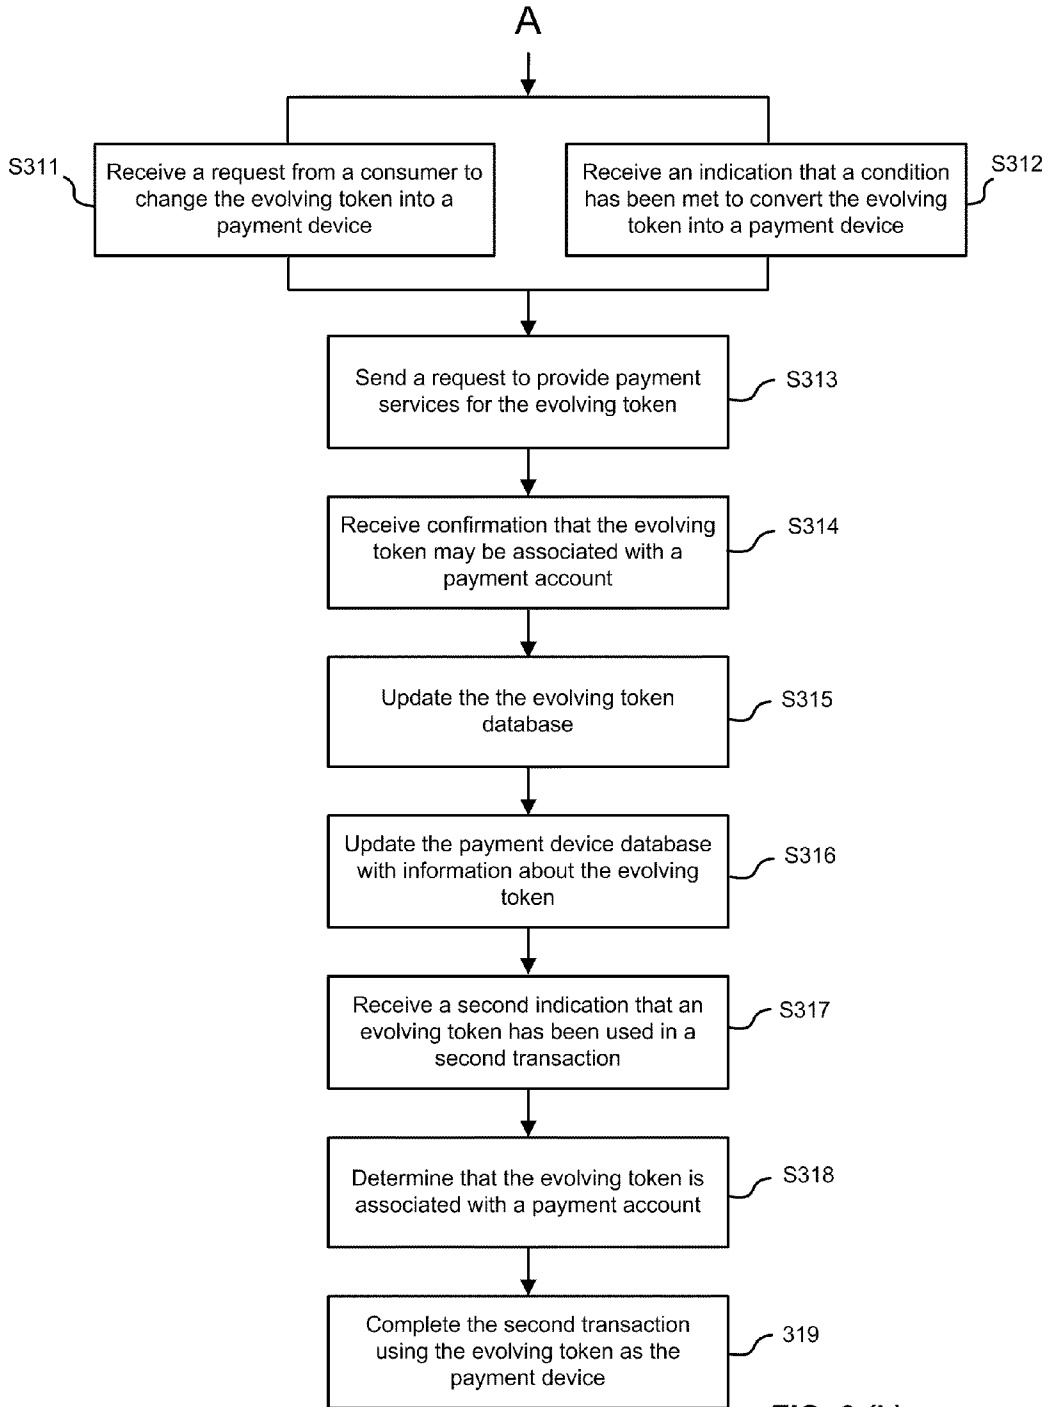 A
S311
Receive a request from a consumer to
change the evolving token into a
payment device
Receive an indication that a condition
has been met to convert the evolving
token into a payment device
S312
Send a request to provide payment
services for the evolving token
S313
Receive confirmation that the evolving
token may be associated with a
payment account
S314
Update the the evolving token
database
S315
Update the payment device database
with information about the evolving
token
S316
Receive a second indication that an
evolving token has been used in a
second transaction
S317
Determine that the evolving token is
associated with a payment account
S318
Complete the second transaction
using the evolving token as the
payment device
319